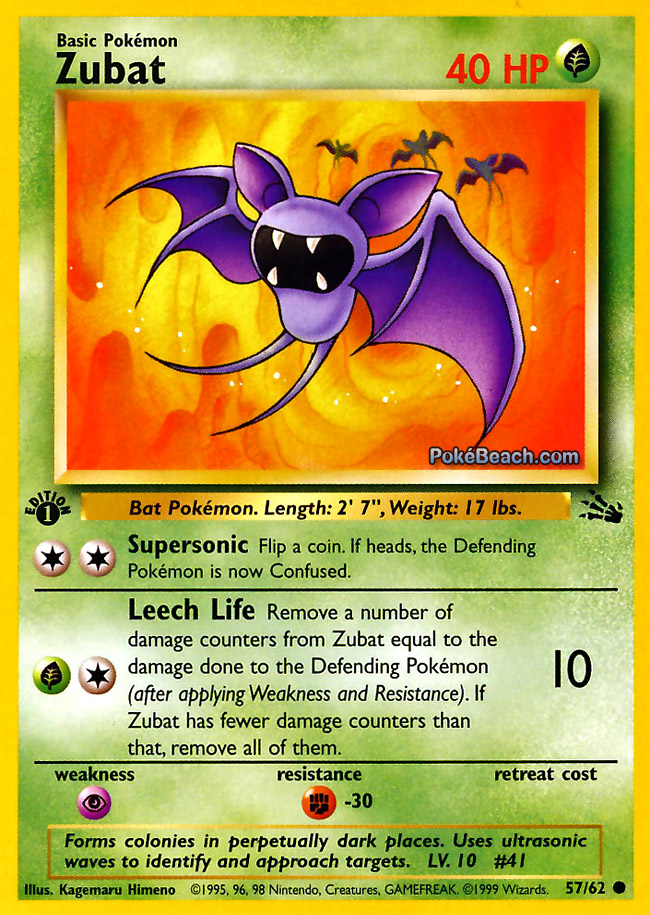 Basic Pokémon
Zubat
40 HP
PokéBeach.com
EDITION
1
Bat Pokémon. Length: 2' 7", Weight: 17 lbs.
Supersonic Flip a coin. If heads, the Defending
Pokémon is now Confused.
Leech Life Remove a number of
damage counters from Zubat equal to the
damage done to the Defending Pokémon
(after applying Weakness and Resistance). If
Zubat has fewer damage counters than
that, remove all of them.
10
weakness resistance retreat cost
-30
Forms colonies in perpetually dark places. Uses ultrasonic
waves to identify and approach targets. LV. 10 #41
Illus. Kagemaru Himeno ©1995, 96, 98 Nintendo, Creatures, GAMEFREAK. ©1999 Wizards. 57/62